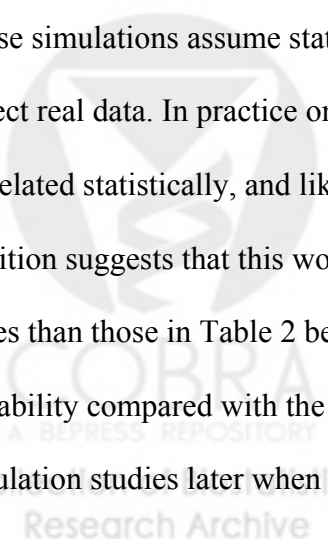 se simulations assume stat
ect real data. In practice or
elated statistically, and lik
ition suggests that this wo
es than those in Table 2 be
COBRA
ability compared with the
A BEPRESS REPOSITORY
ulation studies later when
Research Archive